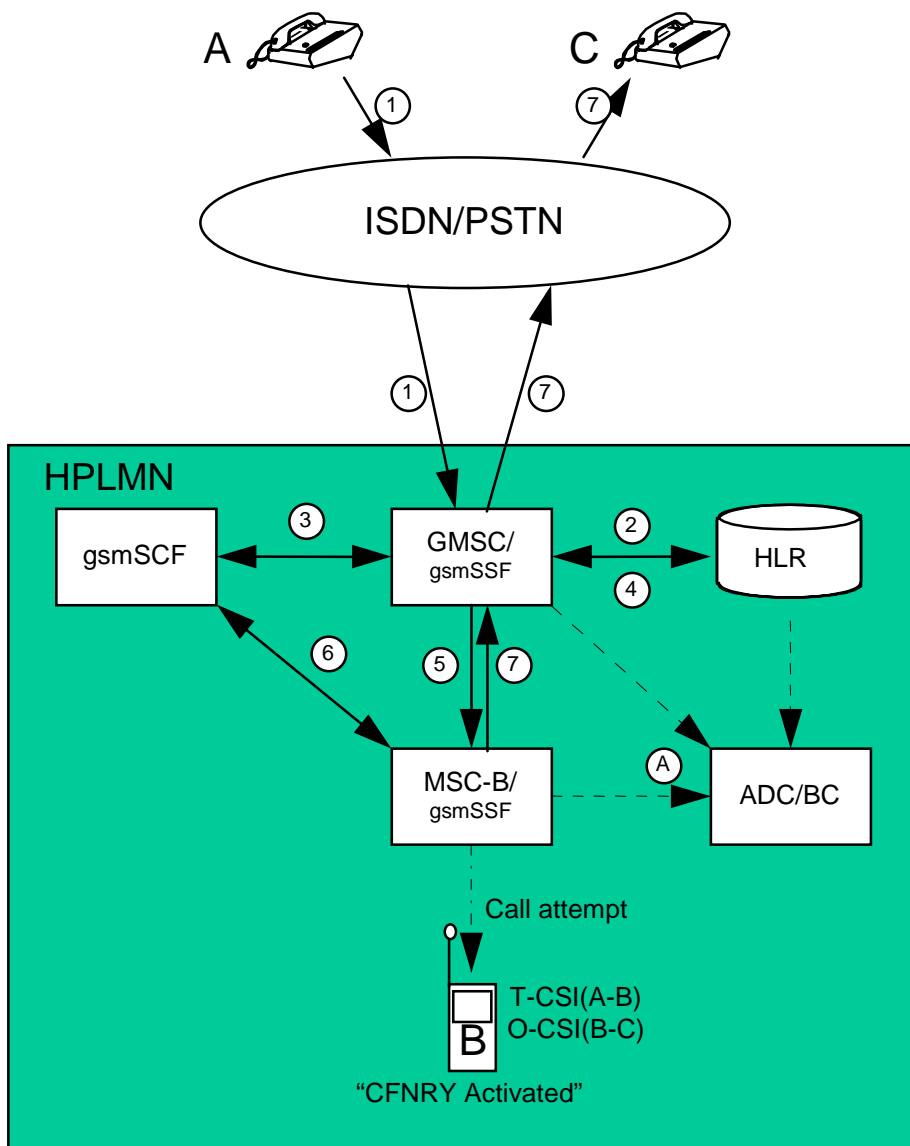 A
C
1
7
ISDN/PSTN
1
7
HPLMN
gsmSCF
3
GMSC/
gsmSSF
2
4
HLR
6
5
7
MSC-B/
gsmSSF
A
ADC/BC
Call attempt
T-CSI(A-B)
O-CSI(B-C)
B
“CFNRY Activated”